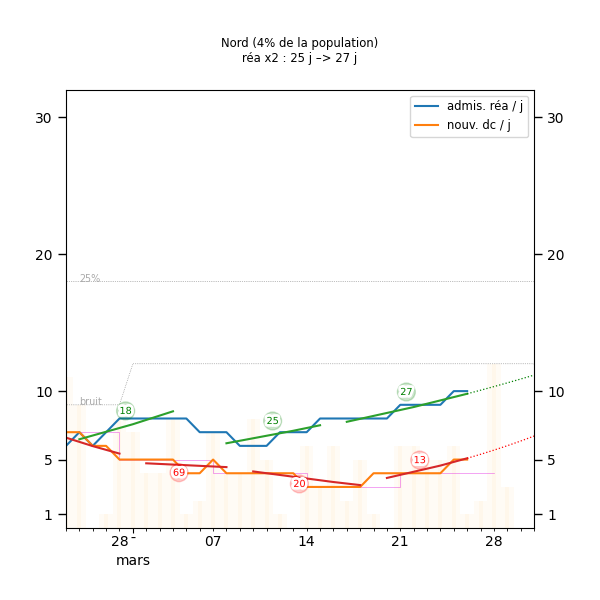 Nord (4% de la population)
réa x2 : 25 j –> 27 j
admis. réa / j
nouv. dc / j
30 30
20 20
25%
10 10
bruit
18 25 27
5 5
69 20 13
1 1
28 07 14 21 28
mars